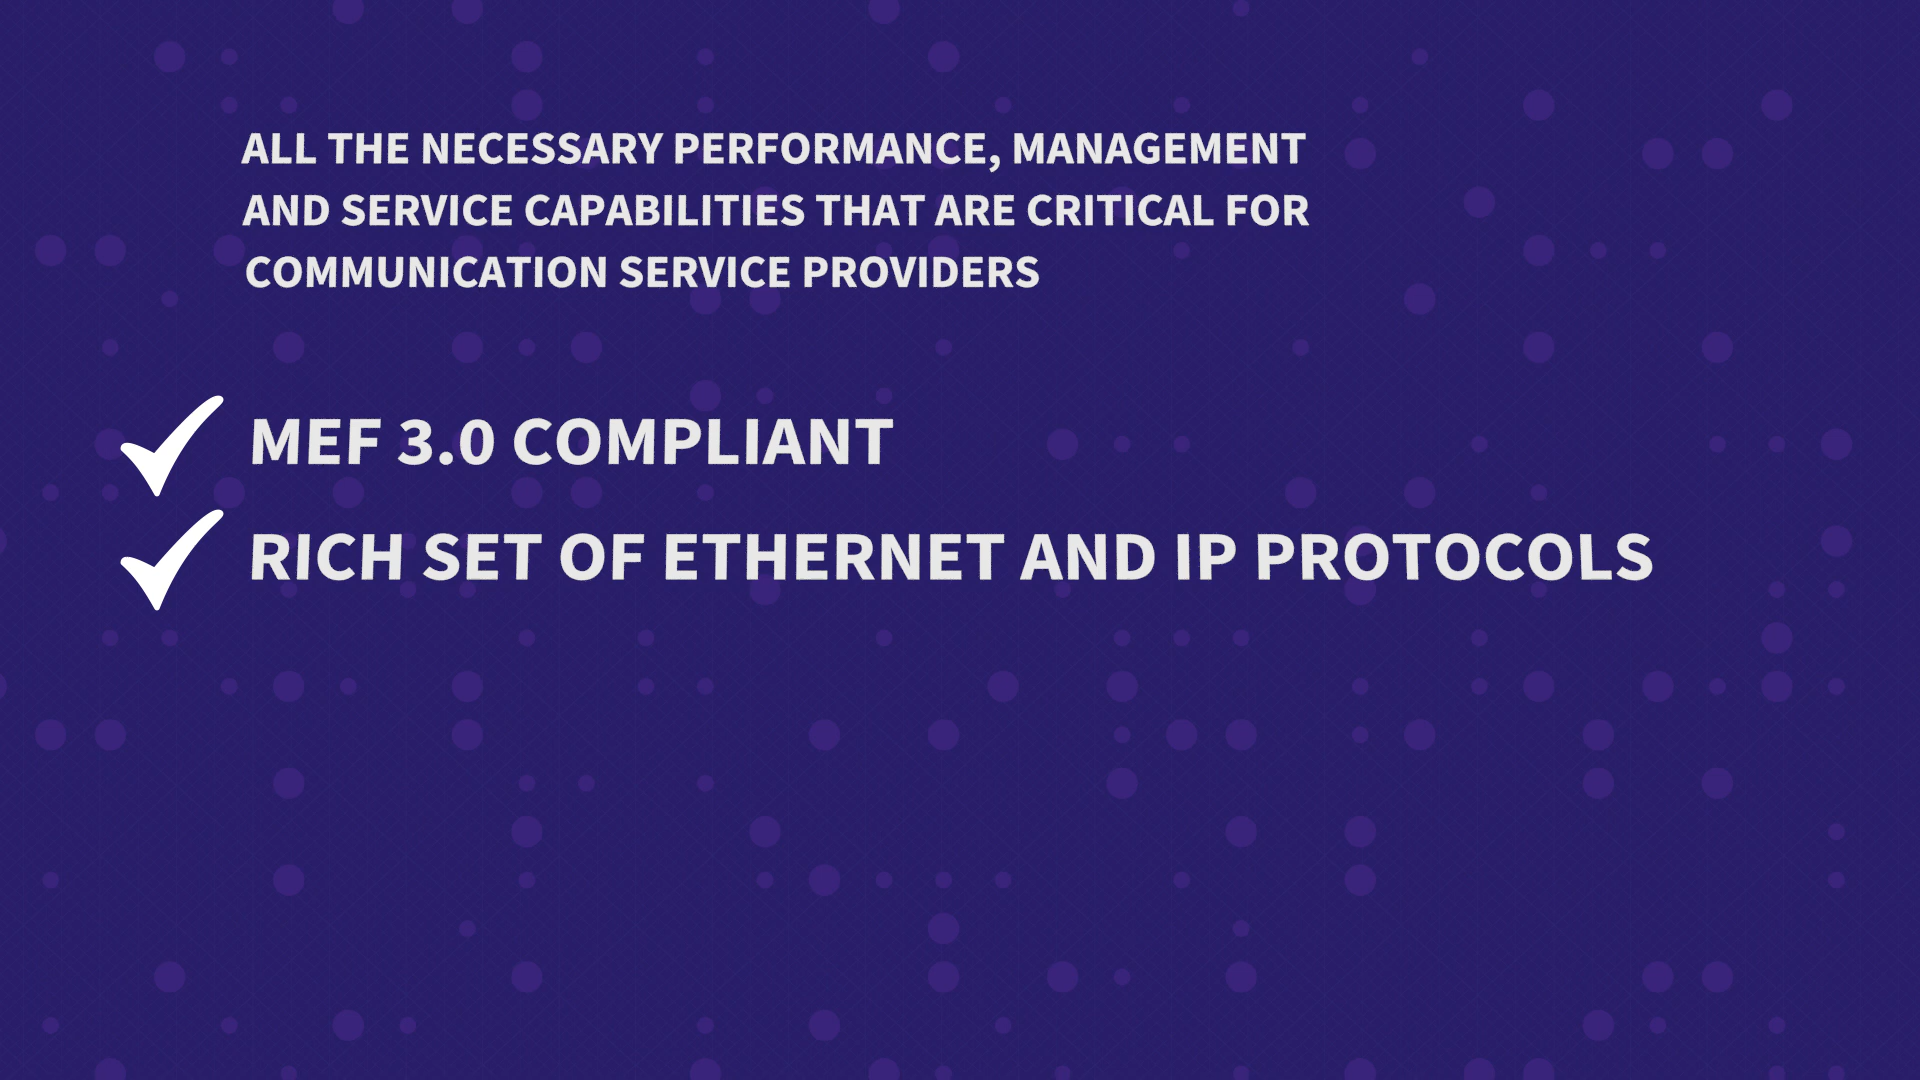 ALL THE NECESSARY PERFORMANCE, MANAGEMENT
AND SERVICE CAPABILITIES THAT ARE CRITICAL FOR
COMMUNICATION SERVICE PROVIDERS
MEF 3.0 COMPLIANT
RICH SET OF ETHERNET AND IP PROTOCOLS